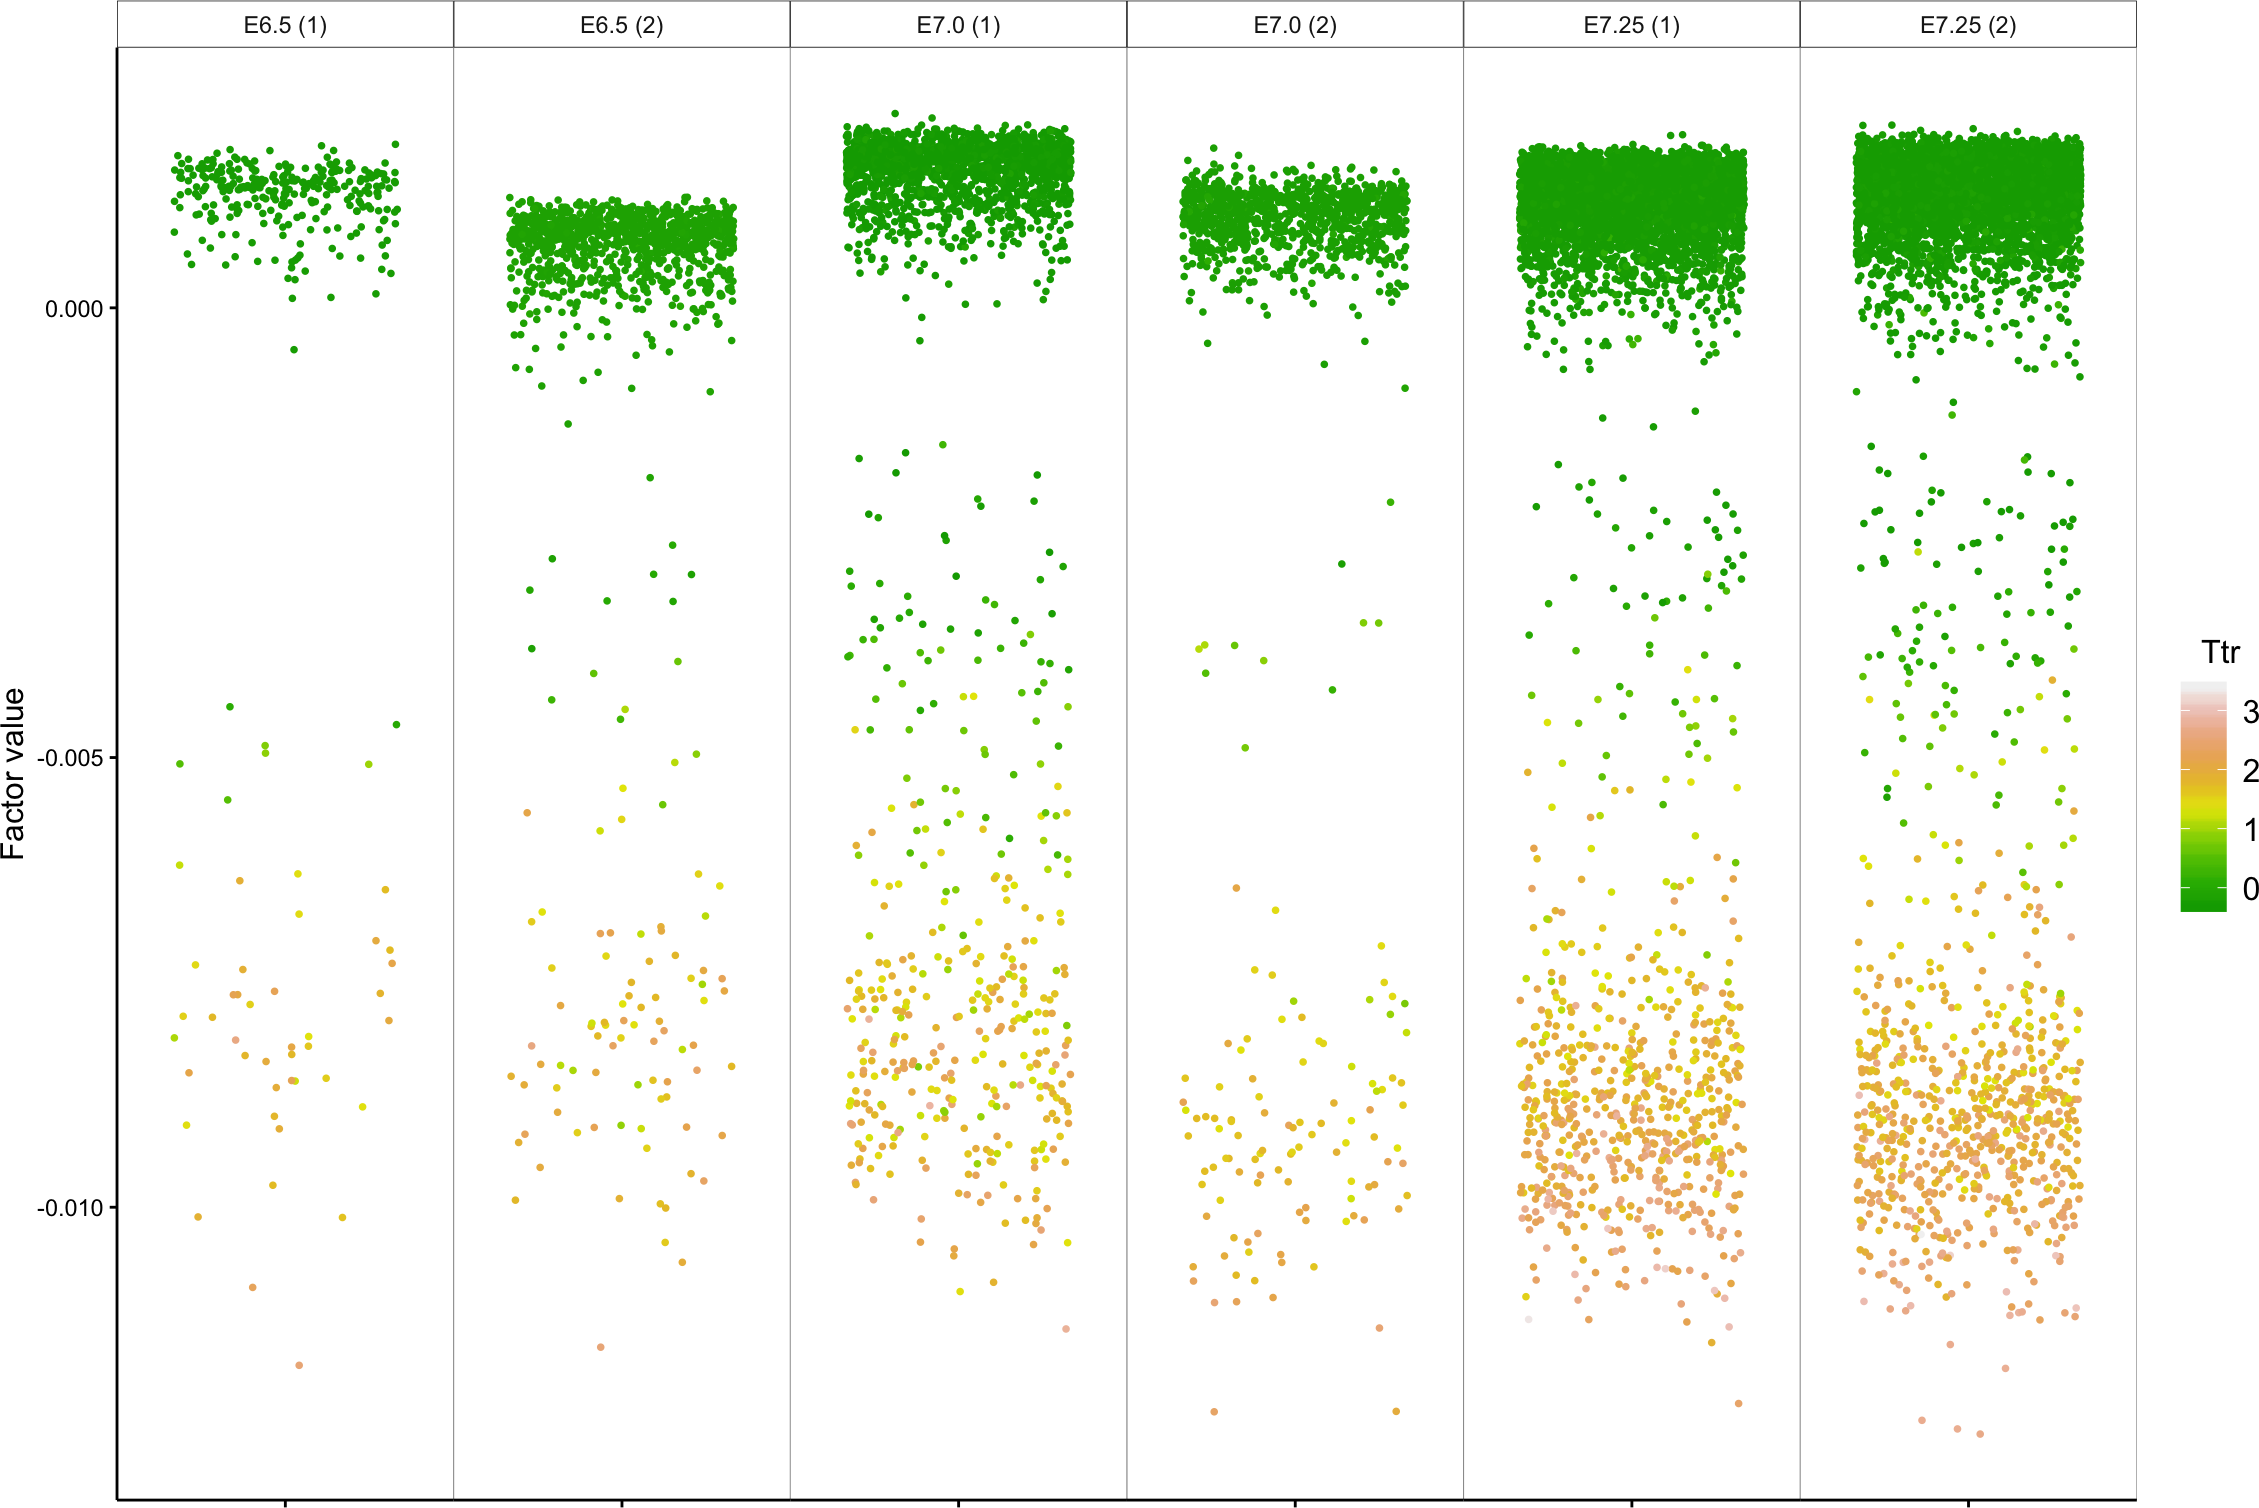 E6.5 (1) E6.5 (2) E7.0 (1) E7.0 (2) E7.25 (1) E7.25 (2)
0.000
-0.005
-0.010
Factor value
Ttr
3
2
1
0